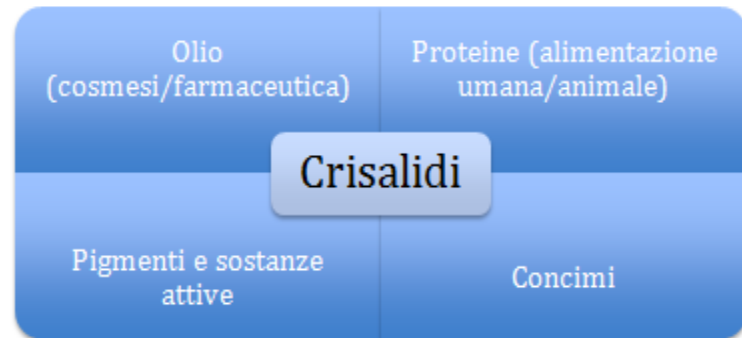 Olio
(cosmesi/farmaceutica)
Proteine (alimentazione
umana/animale)
Crisalidi
Pigmenti e sostanze
attive
Concimi